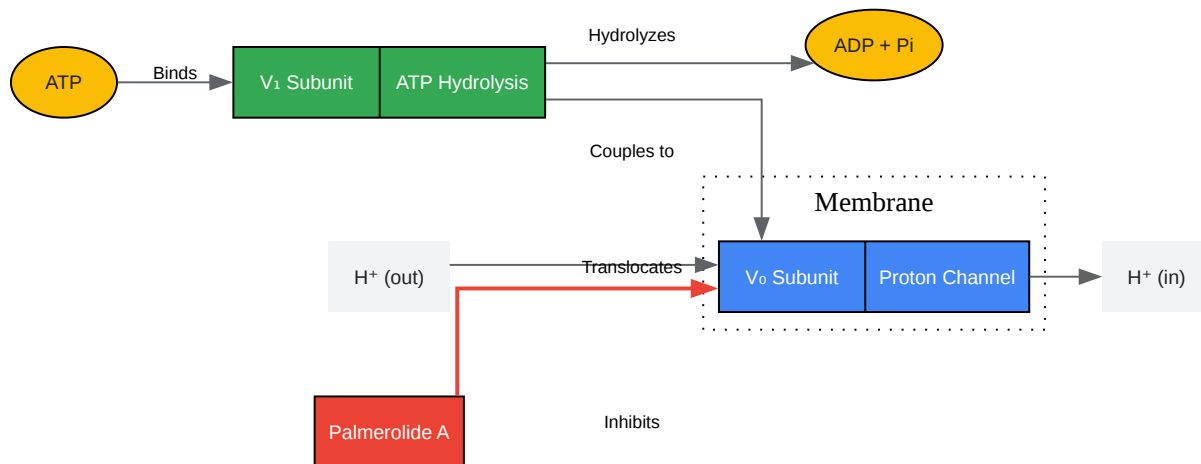 Hydrolyzes
ADP + Pi
ATP
Binds
V₁ Subunit
ATP Hydrolysis
Couples to
Membrane
H⁺ (out)
Translocates
V₀ Subunit
Proton Channel
H⁺ (in)
Palmerolide A
Inhibits